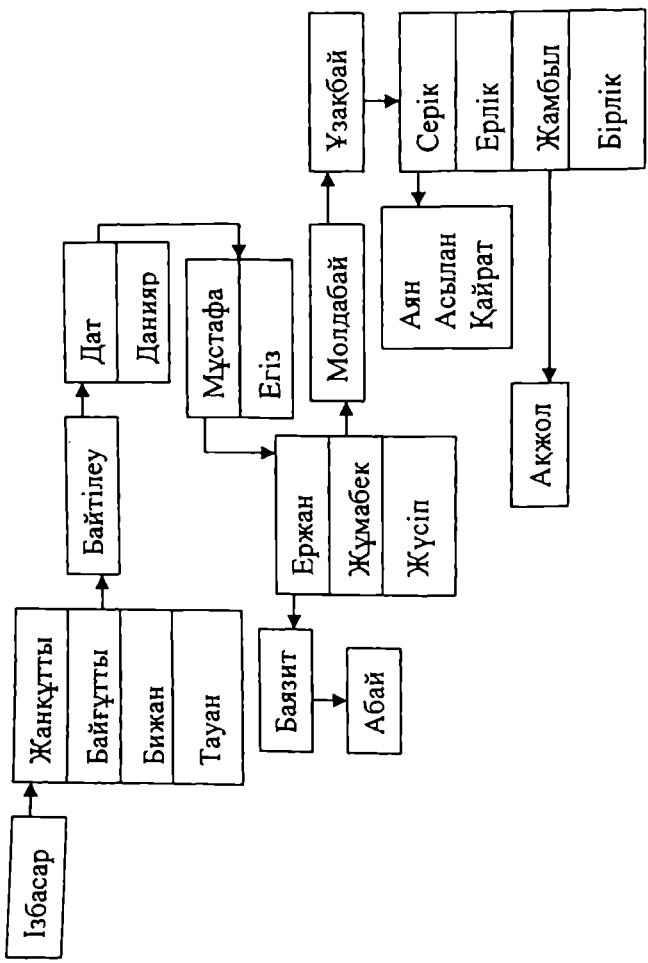 Ізбасар
Жанқұтты
Байғұтты
Бижан
Тауан
Байтілеу
Дат
Данияр
Мұстафа
Егіз
Ержан
Жұмабек
Жүсіп
Баязит
Абай
Молдабай
Ұзақбай
Серік
Ерлік
Жамбыл
Бірлік
Аян
Асылан
Қайрат
Ақжол